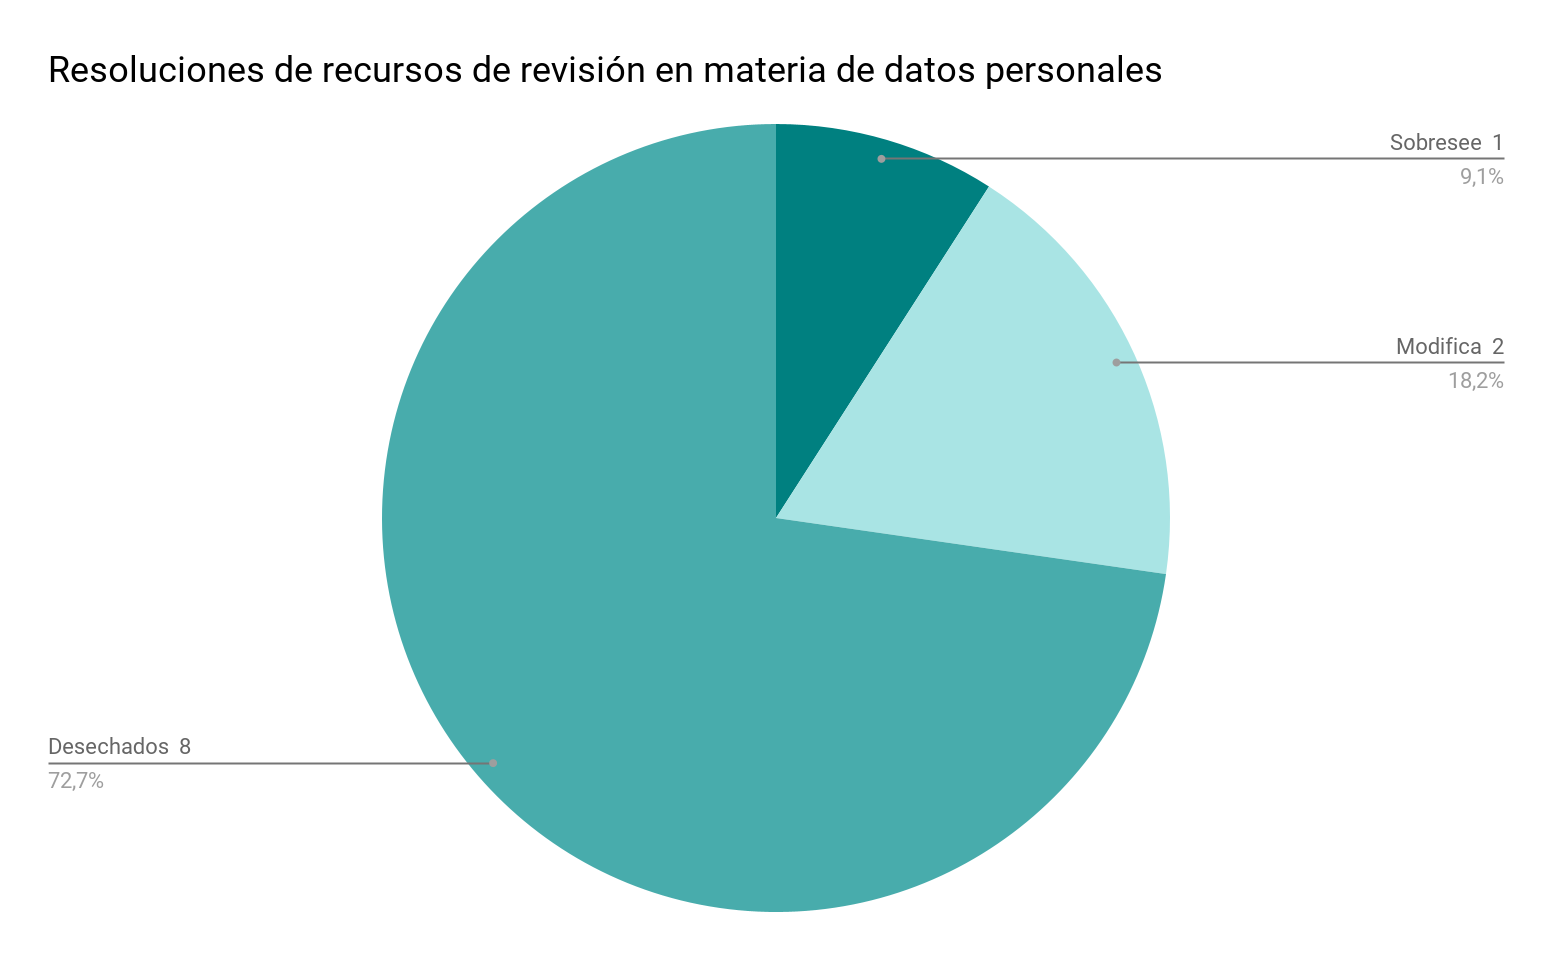 Resoluciones de recursos de revisión en materia de datos personales
Sobresee 1
9,1%
Modifica 2
18,2%
Desechados 8
72,7%